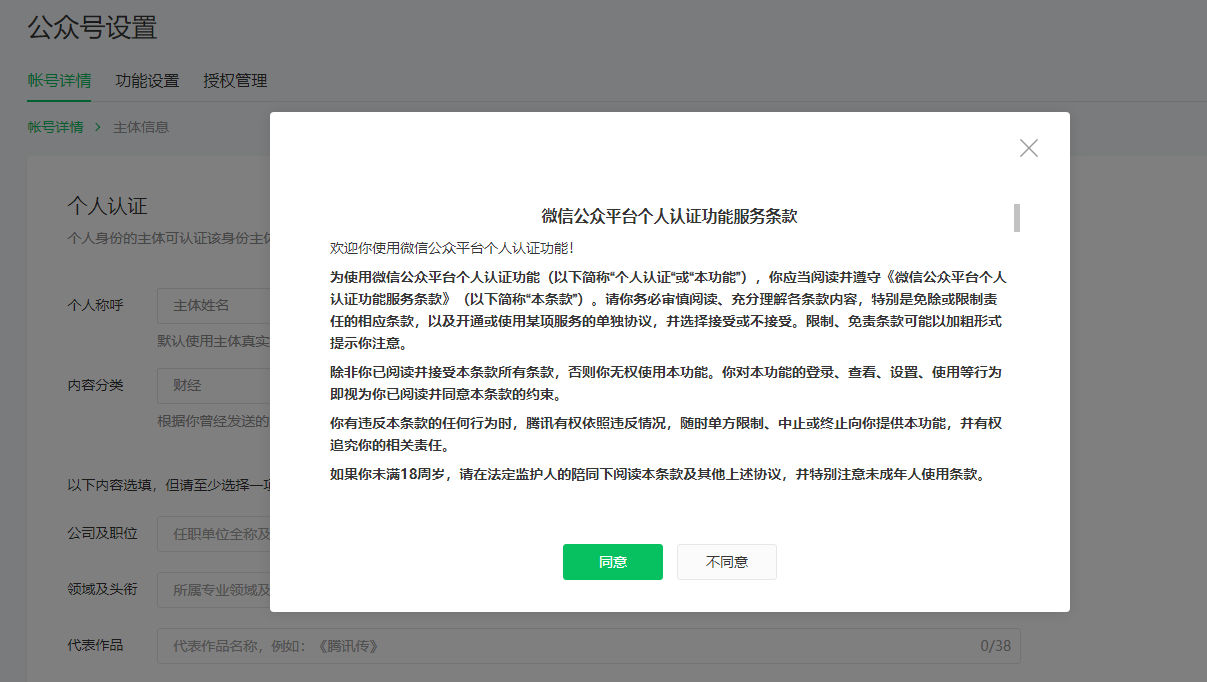 公众号设置
帐号详情 功能设置 授权管理
帐号详情 > 主体信息
个人认证
个人身份的主体可认证该身份主体
个人称呼 主体姓名
默认使用主体真实
内容分类 财经
根据你曾经发送的
以下内容选填，但请至少选择一项
公司及职位 任职单位全称及
领域及头衔 所属专业领域及
代表作品 代表作品名称，例如：《腾讯传》 0/38
微信公众平台个人认证功能服务条款
欢迎你使用微信公众平台个人认证功能！
为使用微信公众平台个人认证功能（以下简称“个人认证“或“本功能”），你应当阅读并遵守《微信公众平台个人
认证功能服务条款》（以下简称“本条款”）。请你务必审慎阅读、充分理解各条款内容，特别是免除或限制责
任的相应条款，以及开通或使用某项服务的单独协议，并选择接受或不接受。限制、免责条款可能以加粗形式
提示你注意。
除非你已阅读并接受本条款所有条款，否则你无权使用本功能。你对本功能的登录、查看、设置、使用等行为
即视为你已阅读并同意本条款的约束。
你有违反本条款的任何行为时，腾讯有权依照违反情况，随时单方限制、中止或终止向你提供本功能，并有权
追究你的相关责任。
如果你未满18周岁，请在法定监护人的陪同下阅读本条款及其他上述协议，并特别注意未成年人使用条款。
同意 不同意